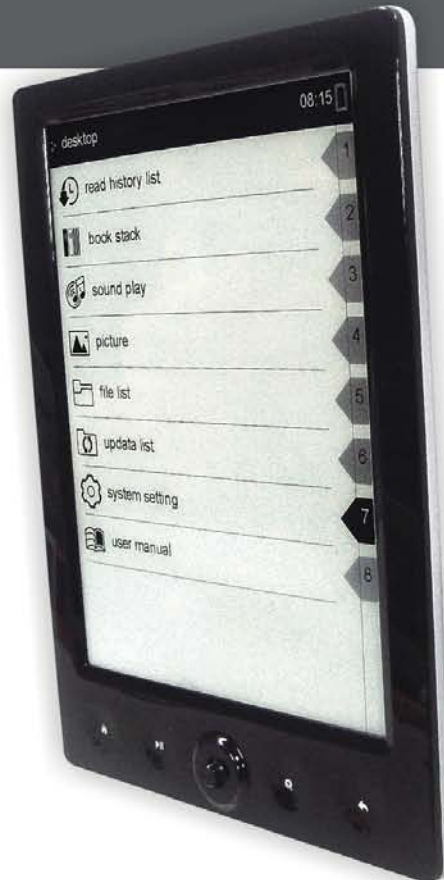 > desktop 08:15
read history list 1
book stack 2
sound play 3
picture 4
file list 5
updata list 6
system setting 7
user manual 8